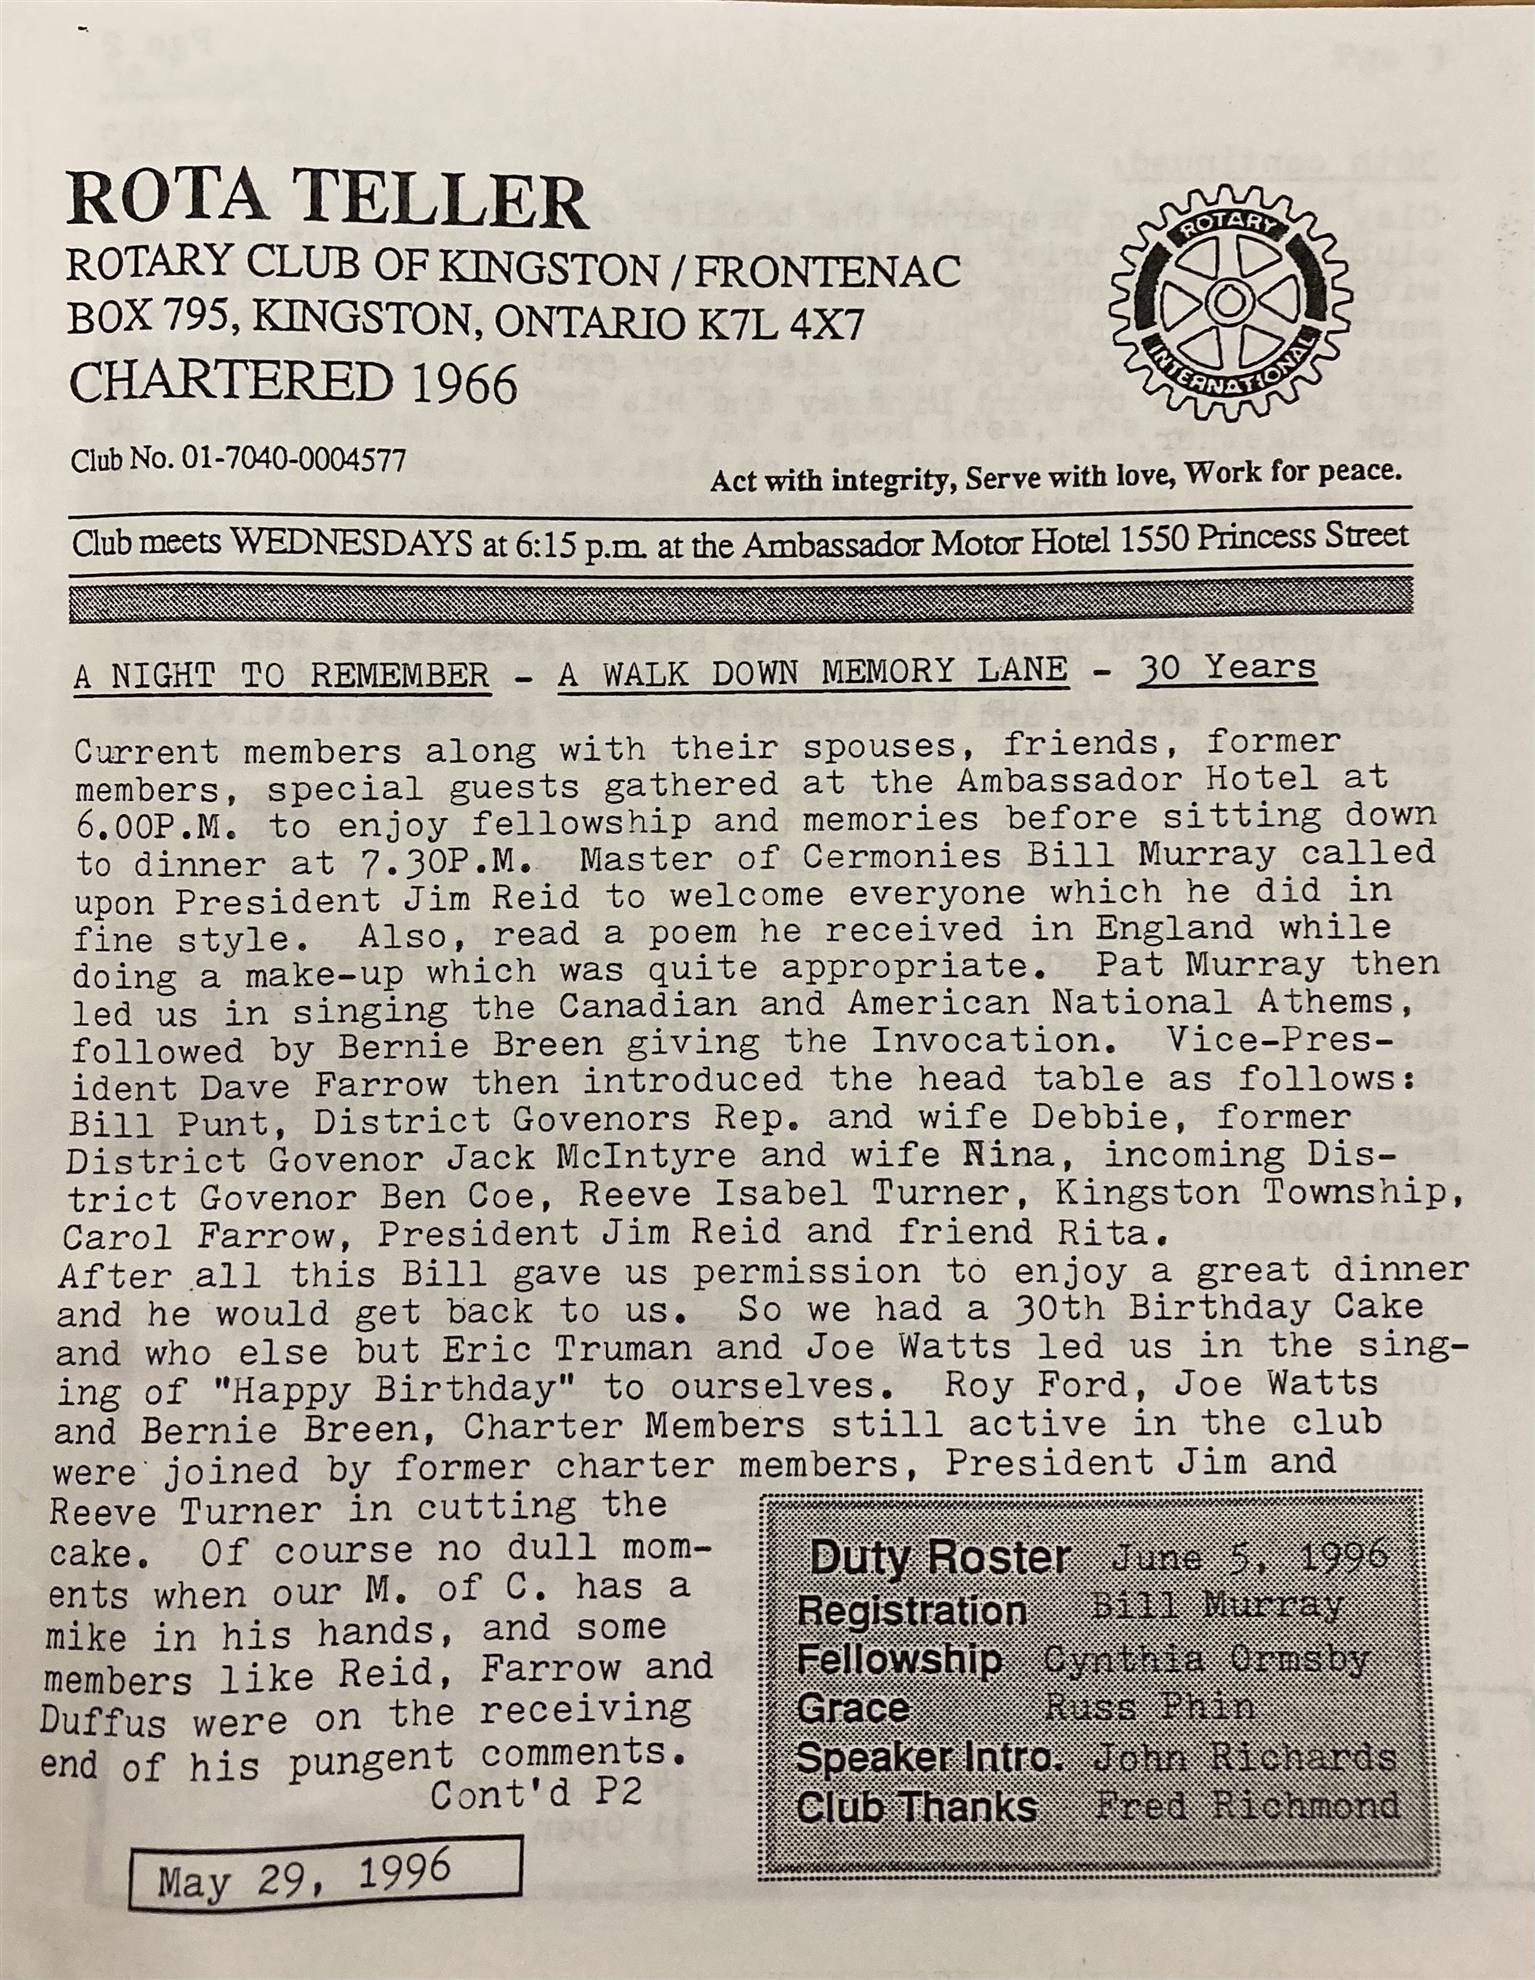 ROTA TELLER
ROTARY CLUB OF KINGSTON / FRONTENAC
BOX 795, KINGSTON, ONTARIO K7L 4X7
CHARTERED 1966
ROTARY
INTERNATIONAL
Club No. 01-7040-0004577
Act with integrity, Serve with love, Work for peace.
Club meets WEDNESDAYS at 6:15 p.m. at the Ambassador Motor Hotel 1550 Princess Street
A NIGHT TO REMEMBER - A WALK DOWN MEMORY LANE - 30 Years
Current members along with their spouses, friends, former
members, special guests gathered at the Ambassador Hotel at
6.00P.M. to enjoy fellowship and memories before sitting down
to dinner at 7.30P.M. Master of Cermonies Bill Murray called
upon President Jim Reid to welcome everyone which he did in
fine style. Also, read a poem he received in England while
doing a make-up which was quite appropriate. Pat Murray then
led us in singing the Canadian and American National Athems,
followed by Bernie Breen giving the Invocation. Vice-Pres-
ident Dave Farrow then introduced the head table as follows:
Bill Punt, District Govenors Rep. and wife Debbie, former
District Govenor Jack McIntyre and wife Nina, incoming Dis-
trict Govenor Ben Coe, Reeve Isabel Turner, Kingston Township,
Carol Farrow, President Jim Reid and friend Rita.
After all this Bill gave us permission to enjoy a great dinner
and he would get back to us. So we had a 30th Birthday Cake
and who else but Eric Truman and Joe Watts led us in the sing-
ing of "Happy Birthday" to ourselves. Roy Ford, Joe Watts
and Bernie Breen, Charter Members still active in the club
were joined by former charter members, President Jim and
Reeve Turner in cutting the
cake. Of course no dull mom-
ents when our M. of C. has a
mike in his hands, and some
members like Reid, Farrow and
Duffus were on the receiving
end of his pungent comments.
Cont'd P2
May 29, 1996
Duty Roster June 5, 1996
Registration Bill Murray
Fellowship Cynthia Ormsby
Grace Russ Phin
Speaker Intro. John Richards
Club Thanks Fred Richmond